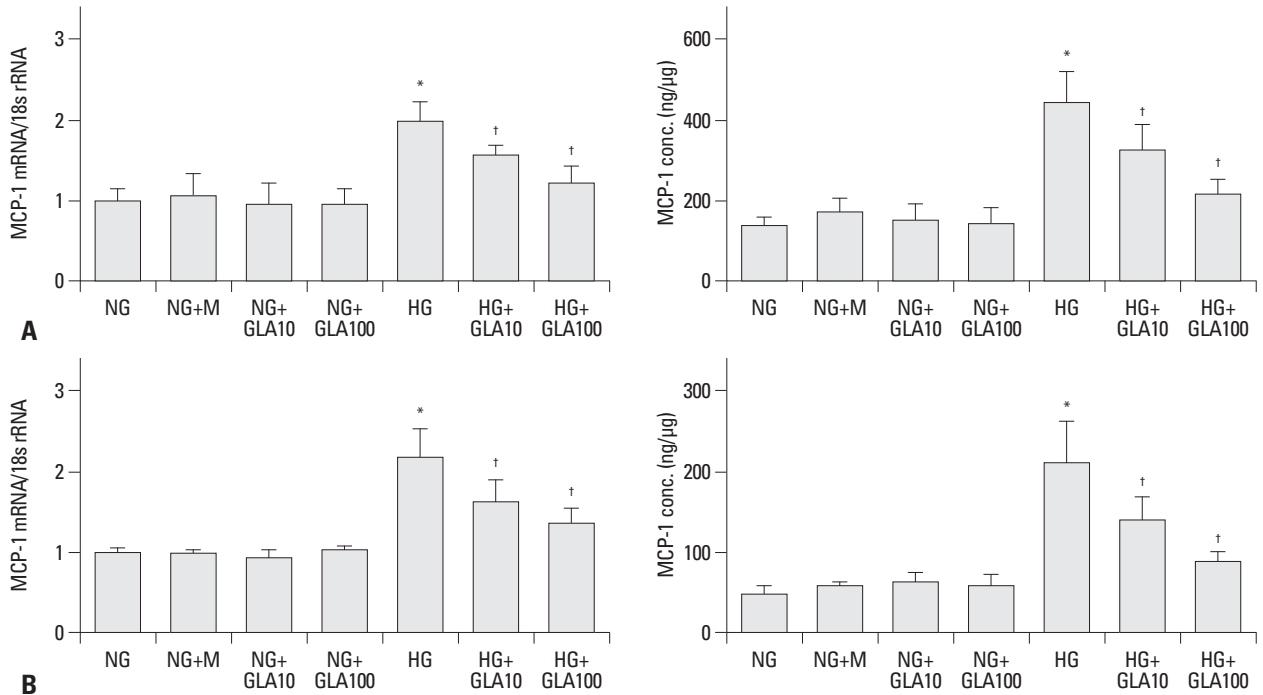 MCP-1 mRNA/18s rRNA
3
2
1
0
*
†
†
NG
NG+M
NG+
GLA10
NG+
GLA100
HG
HG+
GLA10
HG+
GLA100
A
MCP-1 conc. (ng/µg)
600
400
200
0
*
†
†
NG
NG+M
NG+
GLA10
NG+
GLA100
HG
HG+
GLA10
HG+
GLA100
MCP-1 mRNA/18s rRNA
3
2
1
0
*
†
†
NG
NG+M
NG+
GLA10
NG+
GLA100
HG
HG+
GLA10
HG+
GLA100
B
MCP-1 conc. (ng/µg)
300
200
100
0
*
†
†
NG
NG+M
NG+
GLA10
NG+
GLA100
HG
HG+
GLA10
HG+
GLA100